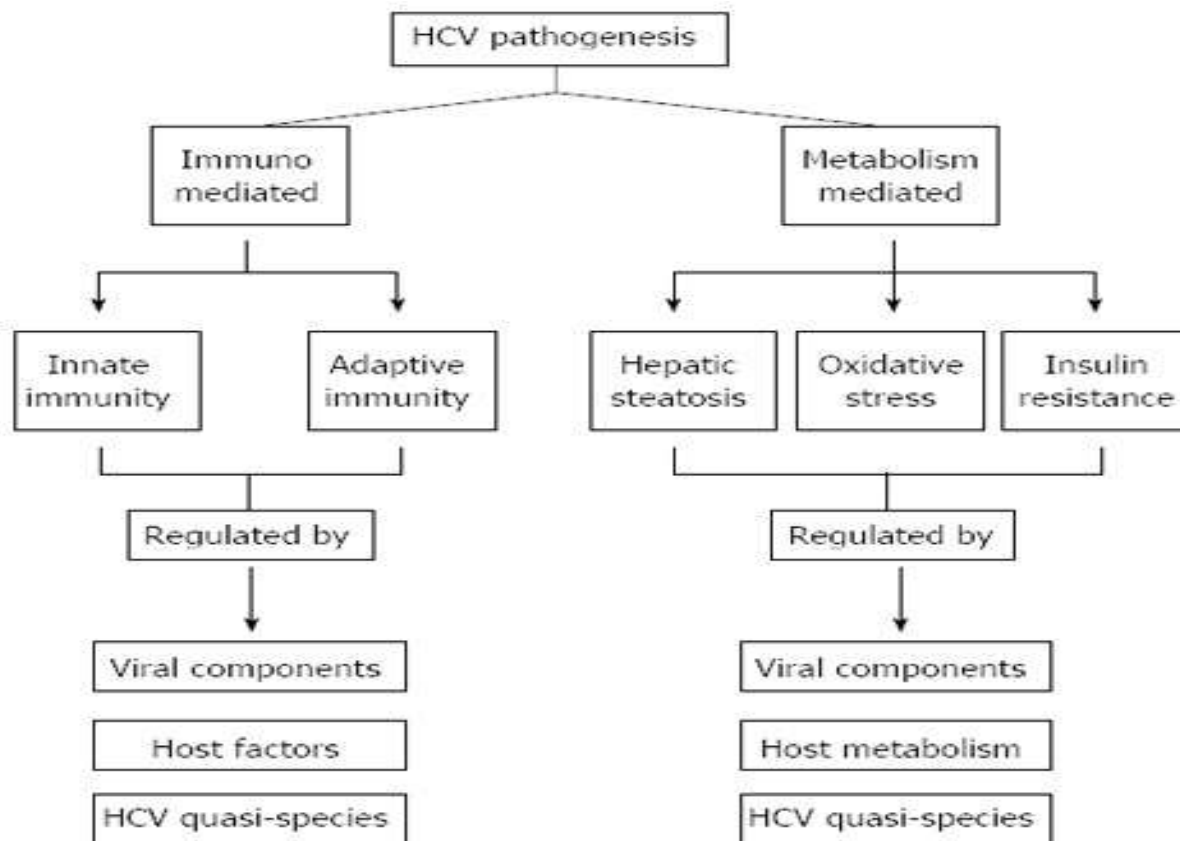 HCV pathogenesis
Immuno
mediated
Metabolism
mediated
Innate
immunity
Adaptive
immunity
Hepatic
steatosis
Oxidative
stress
Insulin
resistance
Regulated by
Regulated by
Viral components
Viral components
Host factors
Host metabolism
HCV quasi-species
HCV quasi-species